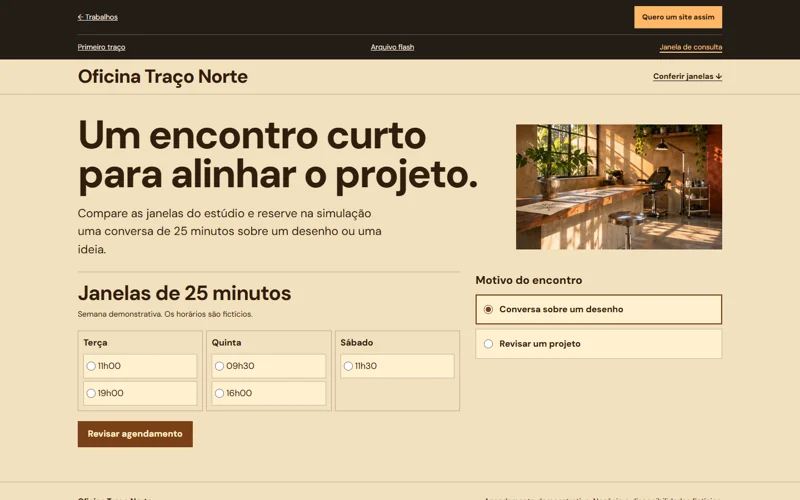 ← Trabalhos
Quero um site assim
Primeiro traço
Arquivo flash
Janela de consulta
Oficina Traço Norte
Conferir janelas ↓
Um encontro curto
para alinhar o projeto.
Compare as janelas do estúdio e reserve na simulação
uma conversa de 25 minutos sobre um desenho ou uma
ideia.
Janelas de 25 minutos
Semana demonstrativa. Os horários são fictícios.
Terça
11h00
19h00
Quinta
09h30
16h00
Sábado
11h30
Revisar agendamento
Motivo do encontro
Conversa sobre um desenho
Revisar um projeto